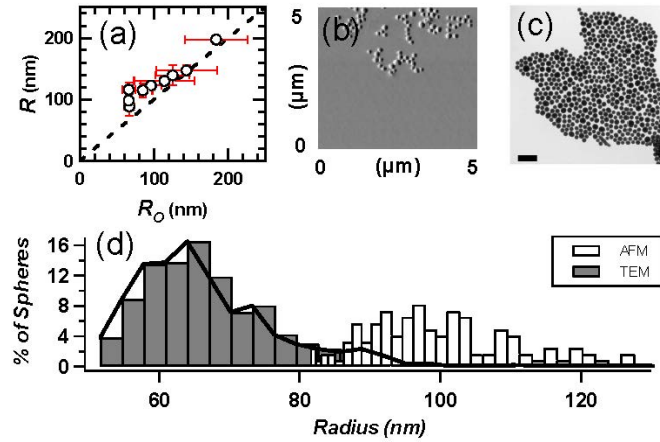 (a)
200
100
0
R (nm)
0
100
200
R_O (nm)
(b)
5
(μm)
0
0
(μm)
5
(c)
(d)
16
12
8
4
0
% of Spheres
AFM
TEM
60
80
100
120
Radius (nm)